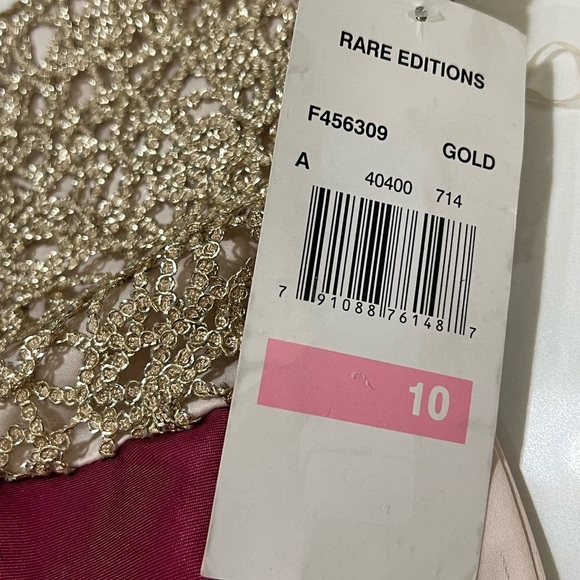 RARE EDITIONS
F456309 GOLD
A 40400 714
7 91088 76148 7
10